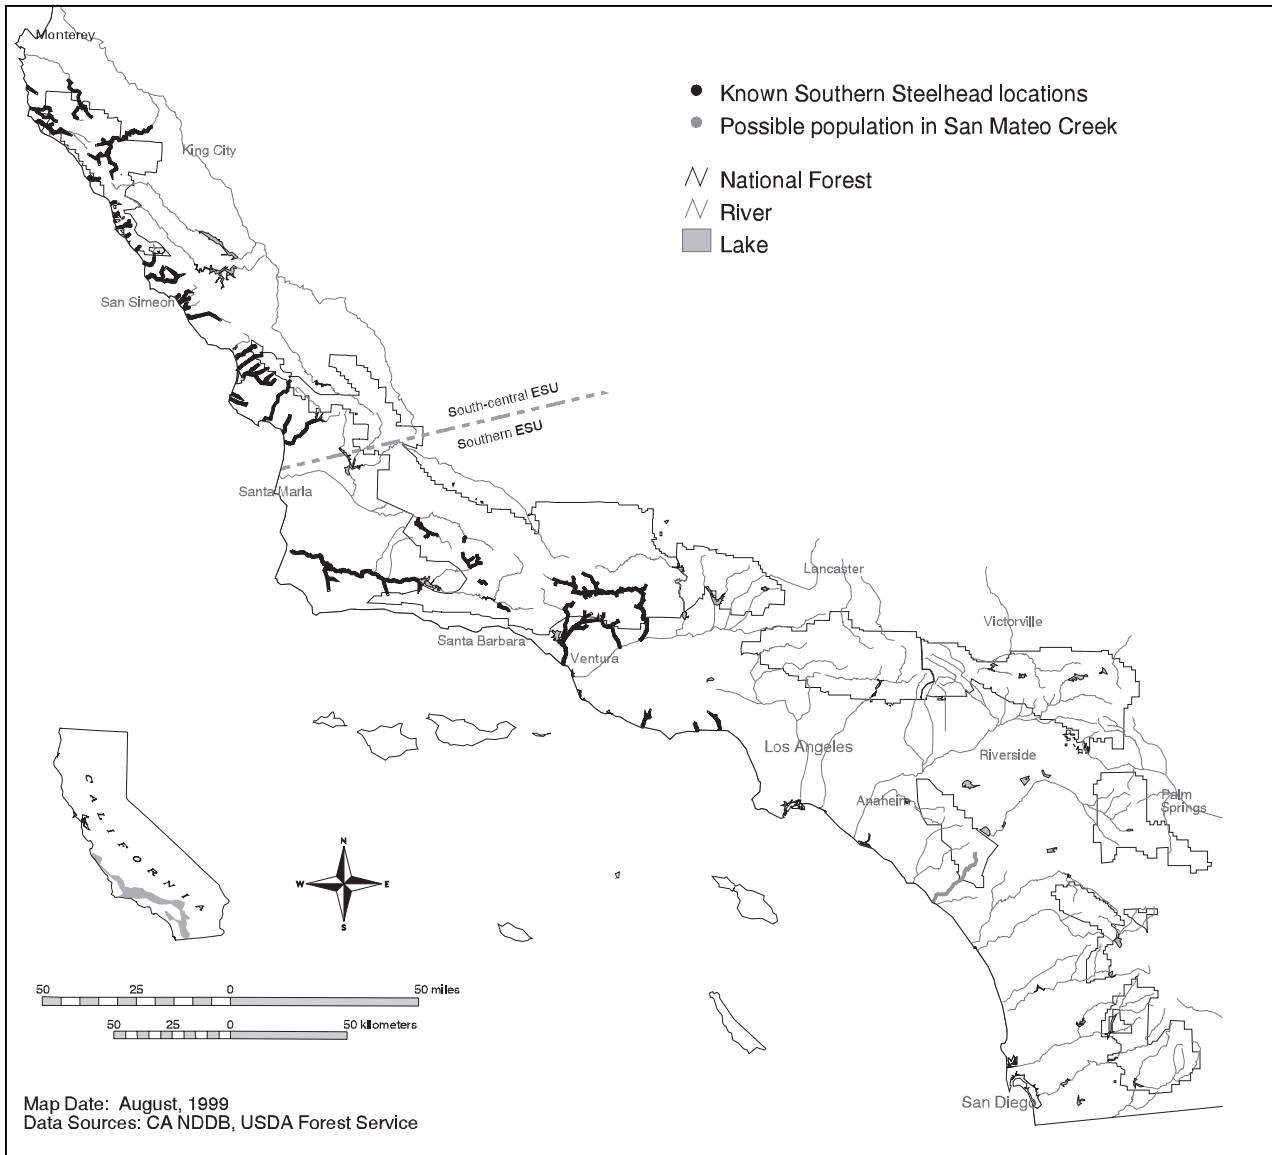 Monterey
Known Southern Steelhead locations
Possible population in San Mateo Creek
King City
National Forest
River
Lake
San Simeon
South-central ESU
Southern ESU
Santa Maria
Lancaster
Victorville
Santa Barbara
Ventura
Los Angeles
Riverside
Anaheim
Palm
Springs
CALIFORNIA
N
W E
S
50 25 0 50 miles
50 25 0 50 kilometers
San Diego
Map Date: August, 1999
Data Sources: CA NDDB, USDA Forest Service